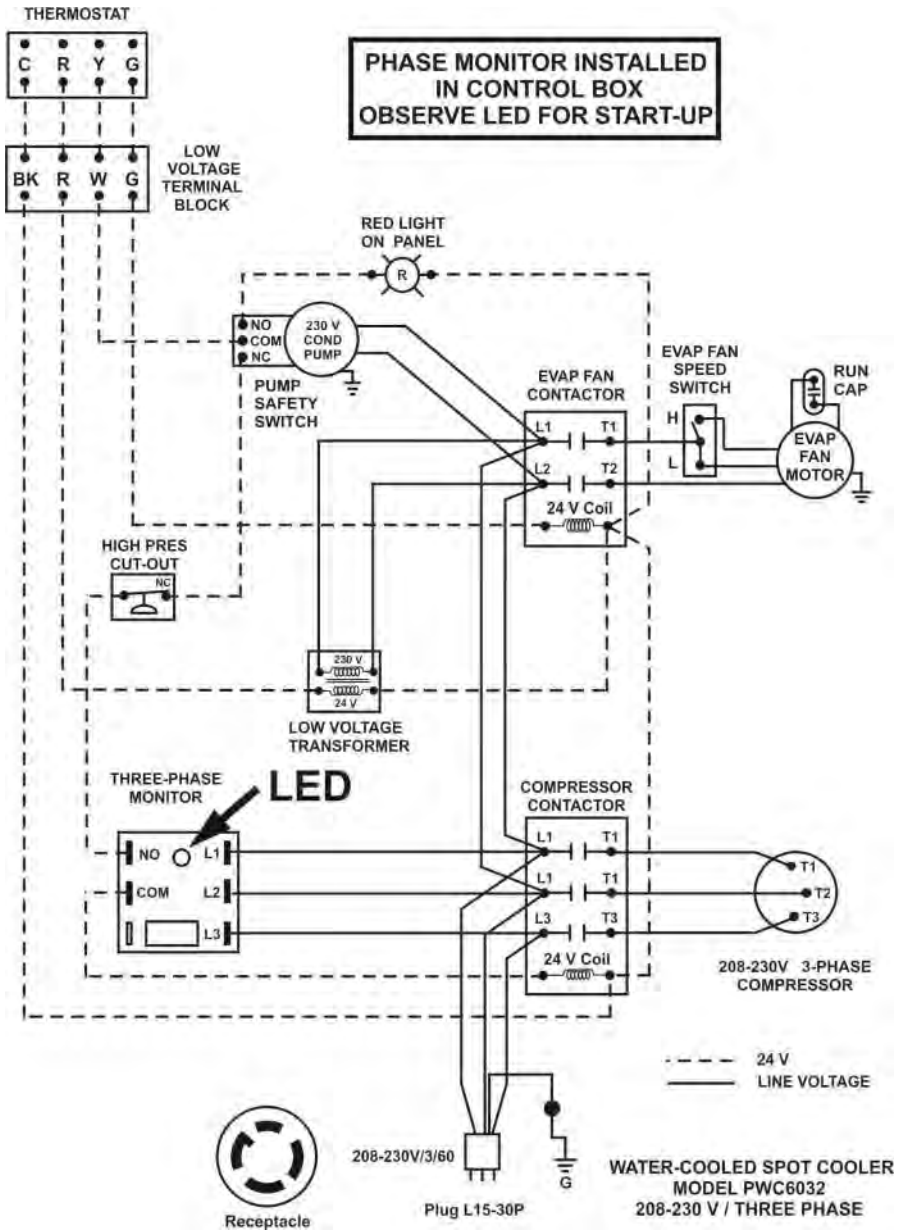 THERMOSTAT
C R Y G
PHASE MONITOR INSTALLED
IN CONTROL BOX
OBSERVE LED FOR START-UP
BK R W G
LOW
VOLTAGE
TERMINAL
BLOCK
RED LIGHT
ON PANEL
R
NO
COM
NC
230 V
COND
PUMP
PUMP
SAFETY
SWITCH
EVAP FAN
CONTACTOR
L1 T1
L2 T2
24 V Coil
EVAP FAN
SPEED
SWITCH
H
L
RUN
CAP
EVAP
FAN
MOTOR
HIGH PRES
CUT-OUT
NC
230 V
24 V
LOW VOLTAGE
TRANSFORMER
THREE-PHASE
MONITOR
LED
NO L1
COM L2
L3
COMPRESSOR
CONTACTOR
L1 T1
L1 T1
L3 T3
24 V Coil
T1
T2
T3
208-230V 3-PHASE
COMPRESSOR
24 V
LINE VOLTAGE
208-230V/3/60
G
Plug L15-30P
Receptacle
WATER-COOLED SPOT COOLER
MODEL PWC6032
208-230 V / THREE PHASE